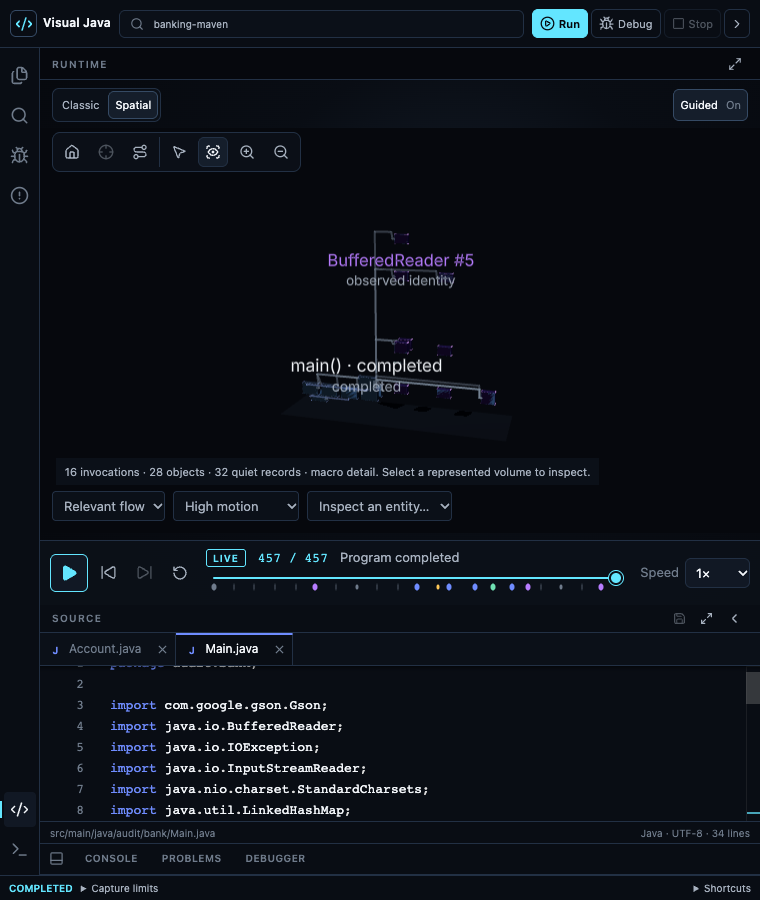 Visual Java
banking-maven
Run
Debug
Stop
RUNTIME
Classic
Spatial
Guided On
BufferedReader #5
observed identity
main() · completed
completed
16 invocations · 28 objects · 32 quiet records · macro detail. Select a represented volume to inspect.
Relevant flow
High motion
Inspect an entity...
LIVE
457 / 457
Program completed
Speed
1×
SOURCE
J Account.java
J Main.java
2
3 import com.google.gson.Gson;
4 import java.io.BufferedReader;
5 import java.io.IOException;
6 import java.io.InputStreamReader;
7 import java.nio.charset.StandardCharsets;
8 import java.util.LinkedHashMap;
src/main/java/audit/bank/Main.java
Java · UTF-8 · 34 lines
CONSOLE
PROBLEMS
DEBUGGER
COMPLETED
Capture limits
Shortcuts